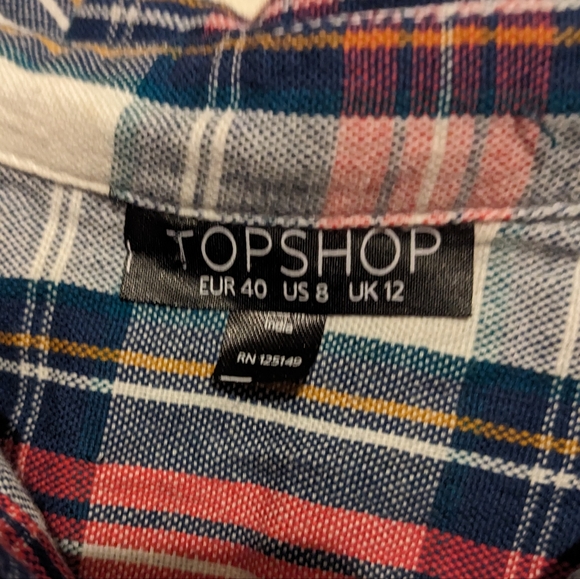 TOPSHOP
EUR 40 US 8 UK 12
India
RN 125149